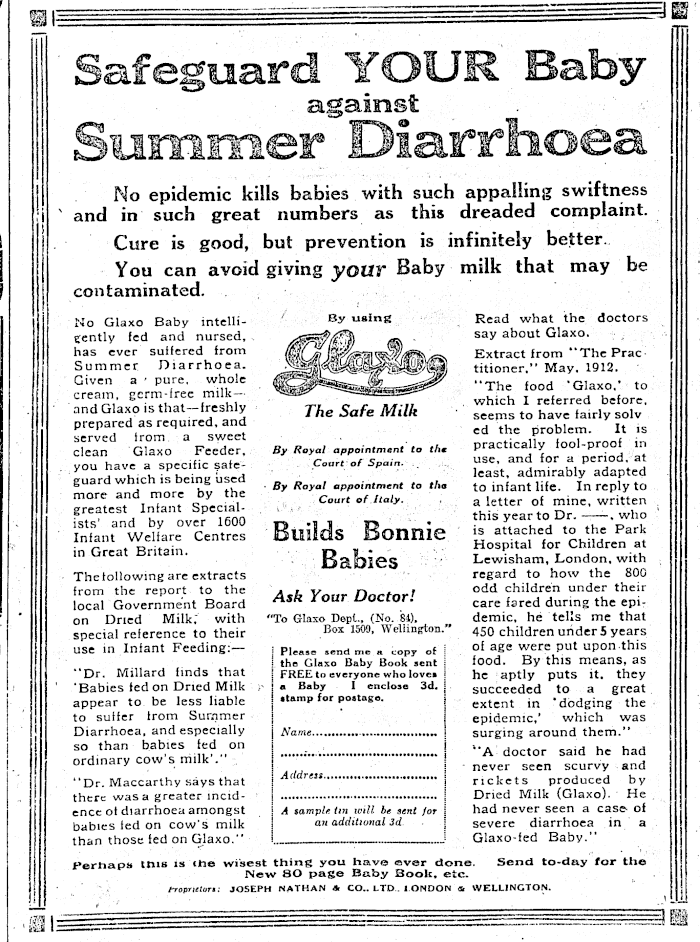 Safeguard YOUR Baby
against
Summer Diarrhoea
No epidemic kills babies with such appalling swiftness
and in such great numbers as this dreaded complaint.
Cure is good, but prevention is infinitely better.
You can avoid giving your Baby milk that may be
contaminated.
No Glaxo Baby intelli-
gently fed and nursed,
has ever suffered from
Summer Diarrhoea.
Given a pure, whole
cream, germ-free milk—
and Glaxo is that—freshly
prepared as required, and
served from a sweet
clean Glaxo Feeder,
you have a specific safe-
guard which is being used
more and more by the
greatest Infant Special-
ists' and by over 1600
Infant Welfare Centres
in Great Britain.
The following are extracts
from the report to the
local Government Board
on Dried Milk, with
special reference to their
use in Infant Feeding:—
"Dr. Millard finds that
'Babies fed on Dried Milk
appear to be less liable
to suffer from Summer
Diarrhoea, and especially
so than babies fed on
ordinary cow's milk'."
"Dr. Maccarthy says that
there was a greater incid-
ence of diarrhoea amongst
babies fed on cow's milk
than those fed on Glaxo."
By using
Glaxo
The Safe Milk
By Royal appointment to the
Court of Spain.
By Royal appointment to the
Court of Italy.
Builds Bonnie
Babies
Ask Your Doctor!
"To Glaxo Dept., (No. 84),
Box 1509, Wellington."
Please send me a copy of
the Glaxo Baby Book sent
FREE to everyone who loves
a Baby I enclose 3d.
stamp for postage.
Name
Address
A sample tin will be sent for
an additional 3d
Read what the doctors
say about Glaxo.
Extract from "The Prac-
titioner," May, 1912.
"The food 'Glaxo,' to
which I referred before,
seems to have fairly solv
ed the problem. It is
practically fool-proof in
use, and for a period, at
least, admirably adapted
to infant life. In reply to
a letter of mine, written
this year to Dr. ——, who
is attached to the Park
Hospital for Children at
Lewisham, London, with
regard to how the 800
odd children under their
care fared during the epi-
demic, he tells me that
450 children under 5 years
of age were put upon this
food. By this means, as
he aptly puts it, they
succeeded to a great
extent in 'dodging the
epidemic,' which was
surging around them."
"A doctor said he had
never seen scurvy and
rickets produced by
Dried Milk (Glaxo). He
had never seen a case of
severe diarrhoea in a
Glaxo-fed Baby."
Perhaps this is the wisest thing you have ever done. Send to-day for the
New 80 page Baby Book, etc.
Proprietors: JOSEPH NATHAN & CO., LTD., LONDON & WELLINGTON.